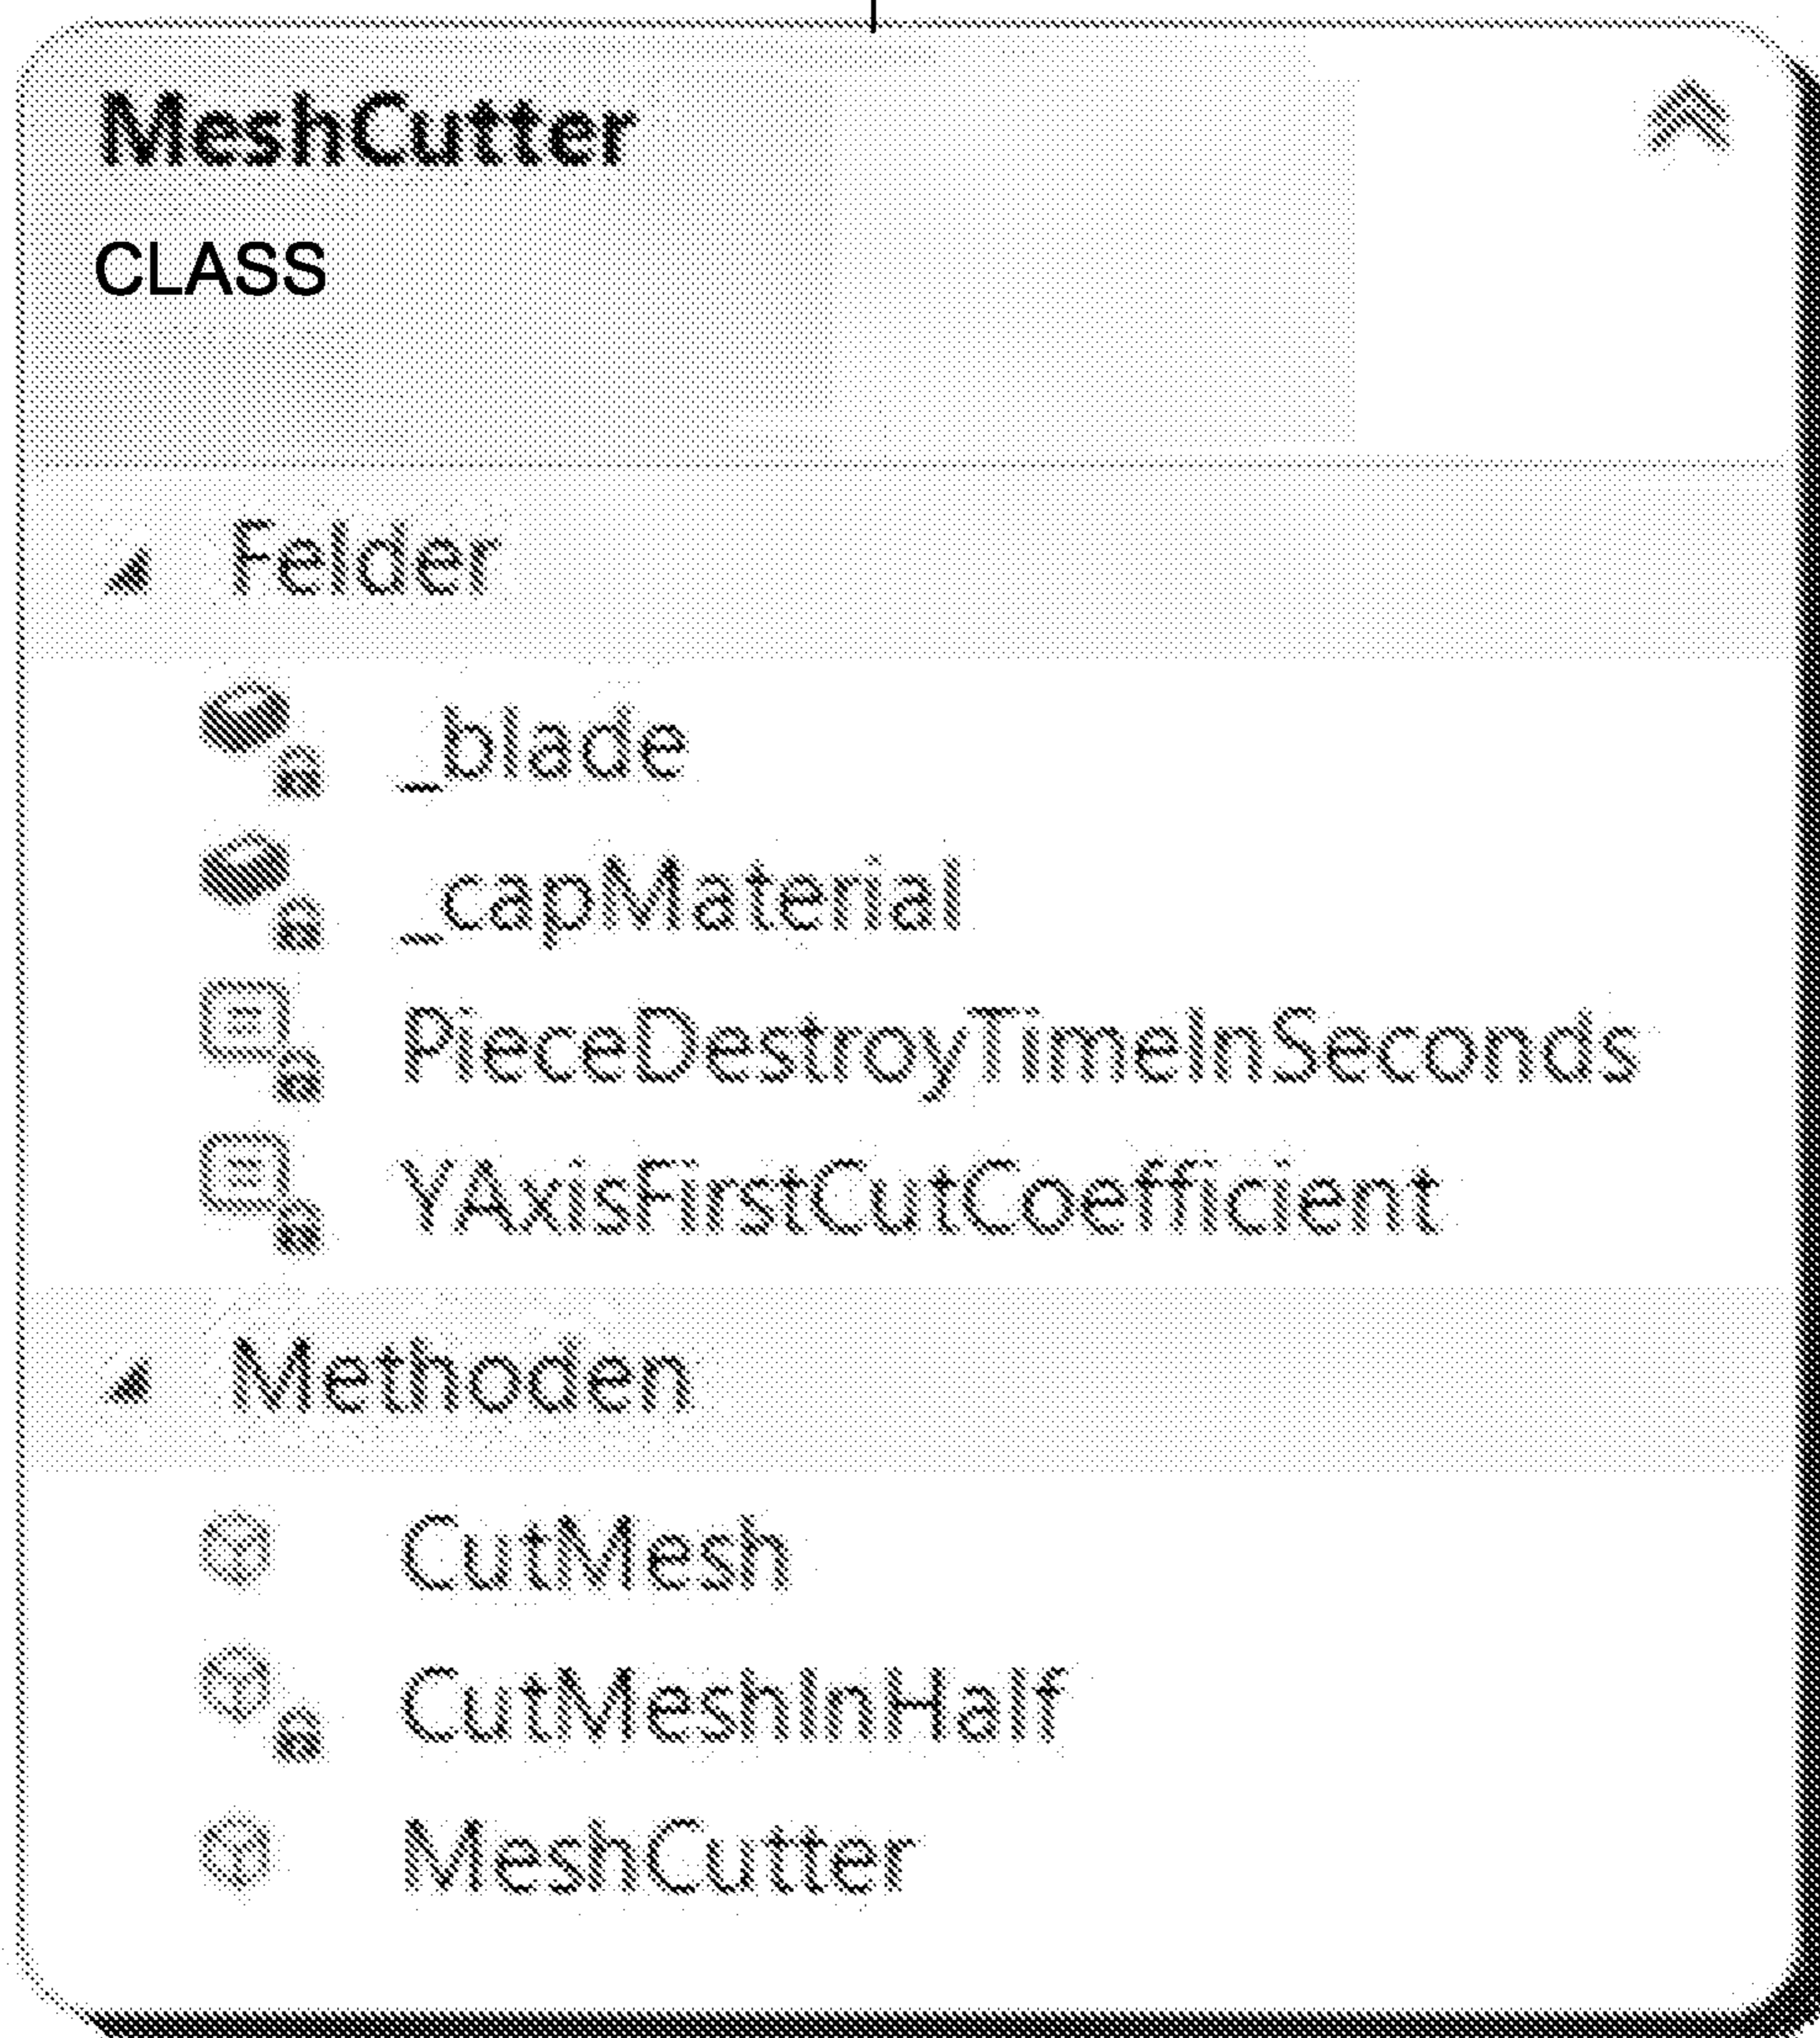 MeshCutter
CLASS
Felder
_blade
_capMaterial
PieceDestroyTimeInSeconds
YAxisFirstCutCoefficient
Methoden
CutMesh
CutMeshInHalf
MeshCutter